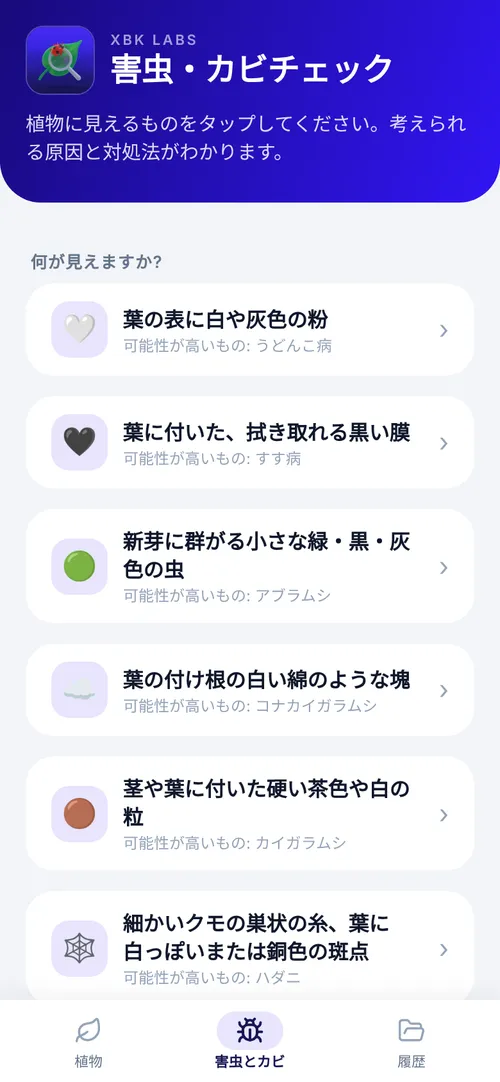 XBK LABS
害虫・カビチェック
植物に見えるものをタップしてください。考えられ
る原因と対処法がわかります。
何が見えますか?
葉の表に白や灰色の粉
可能性が高いもの: うどんこ病
葉に付いた、拭き取れる黒い膜
可能性が高いもの: すす病
新芽に群がる小さな緑・黒・灰
色の虫
可能性が高いもの: アブラムシ
葉の付け根の白い綿のような塊
可能性が高いもの: コナカイガラムシ
茎や葉に付いた硬い茶色や白の
粒
可能性が高いもの: カイガラムシ
細かいクモの巣状の糸、葉に
白っぽいまたは銅色の斑点
可能性が高いもの: ハダニ
植物
害虫とカビ
履歴